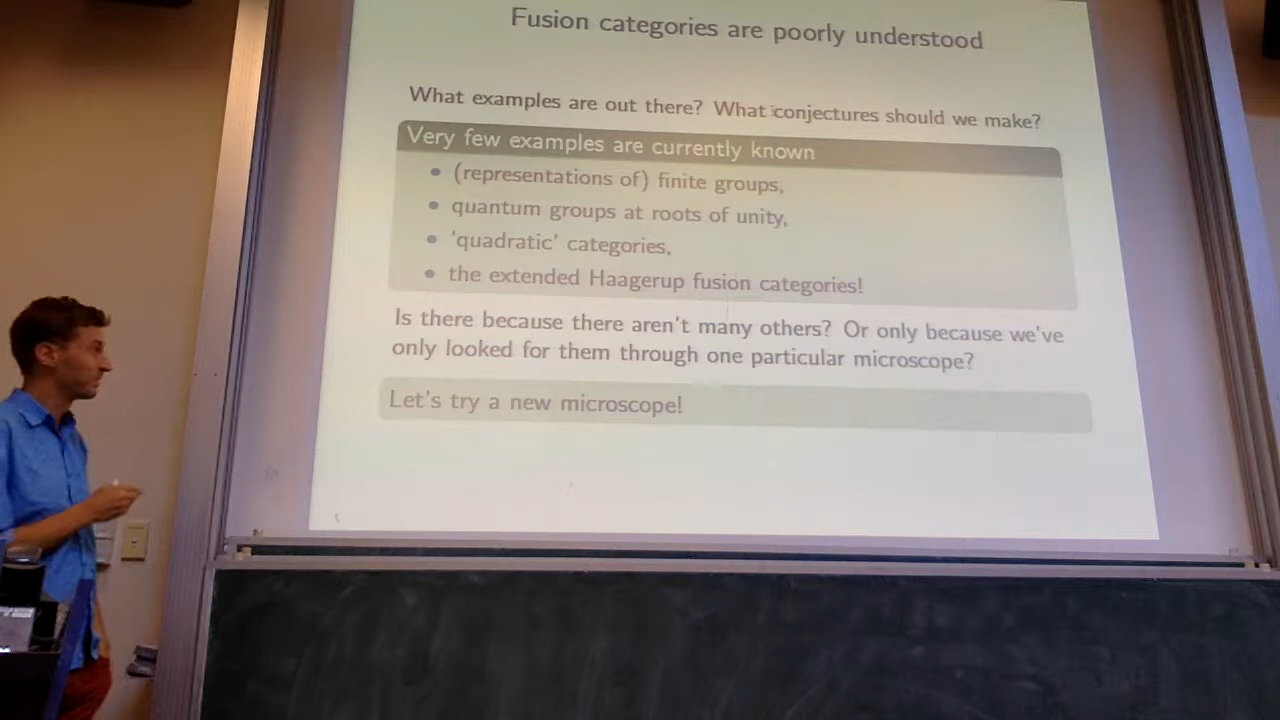 Fusion categories are poorly understood
What examples are out there? What conjectures should we make?
Very few examples are currently known
• (representations of) finite groups,
• quantum groups at roots of unity,
• 'quadratic' categories,
• the extended Haagerup fusion categories!
Is there because there aren't many others? Or only because we've
only looked for them through one particular microscope?
Let's try a new microscope!